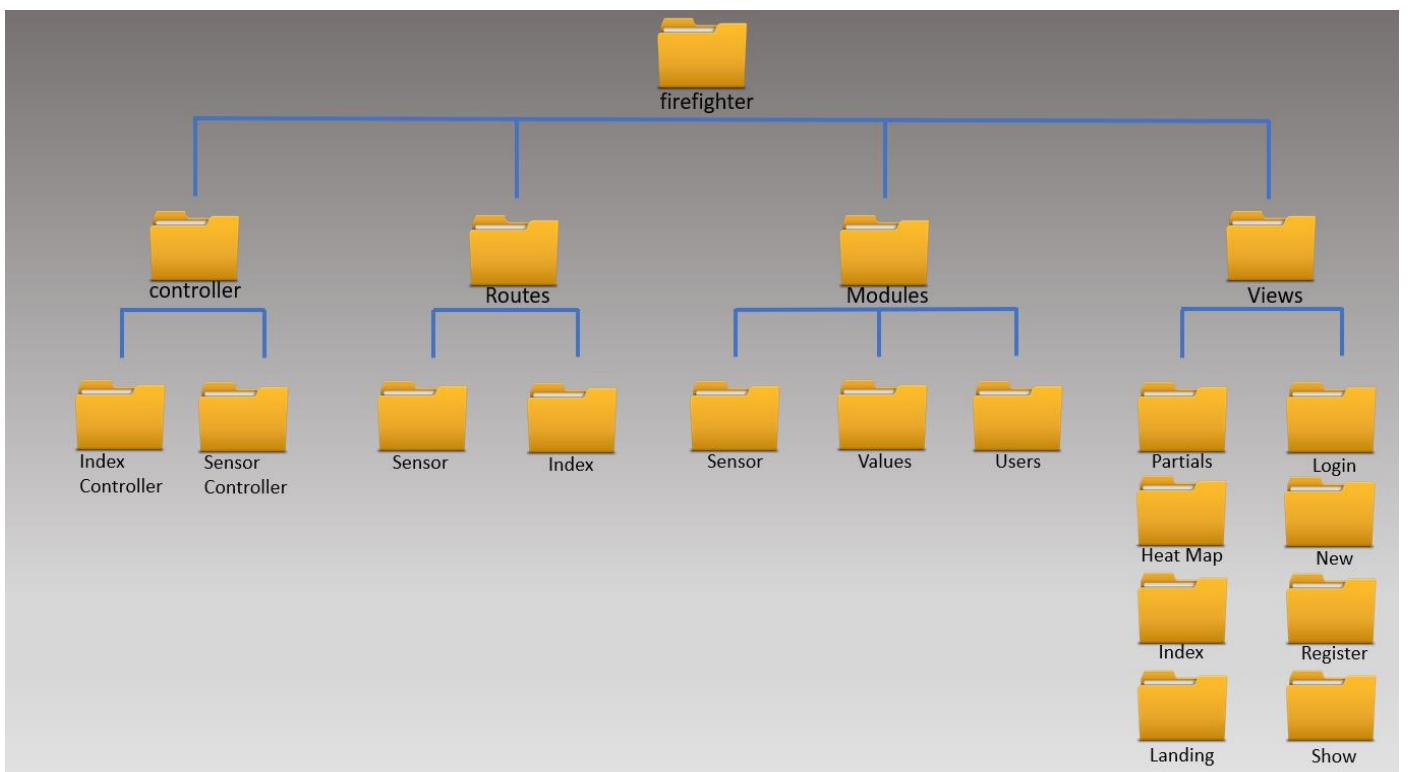 firefighter
controller
Routes
Modules
Views
Index
Controller
Sensor
Controller
Sensor
Index
Sensor
Values
Users
Partials
Login
Heat Map
New
Index
Register
Landing
Show